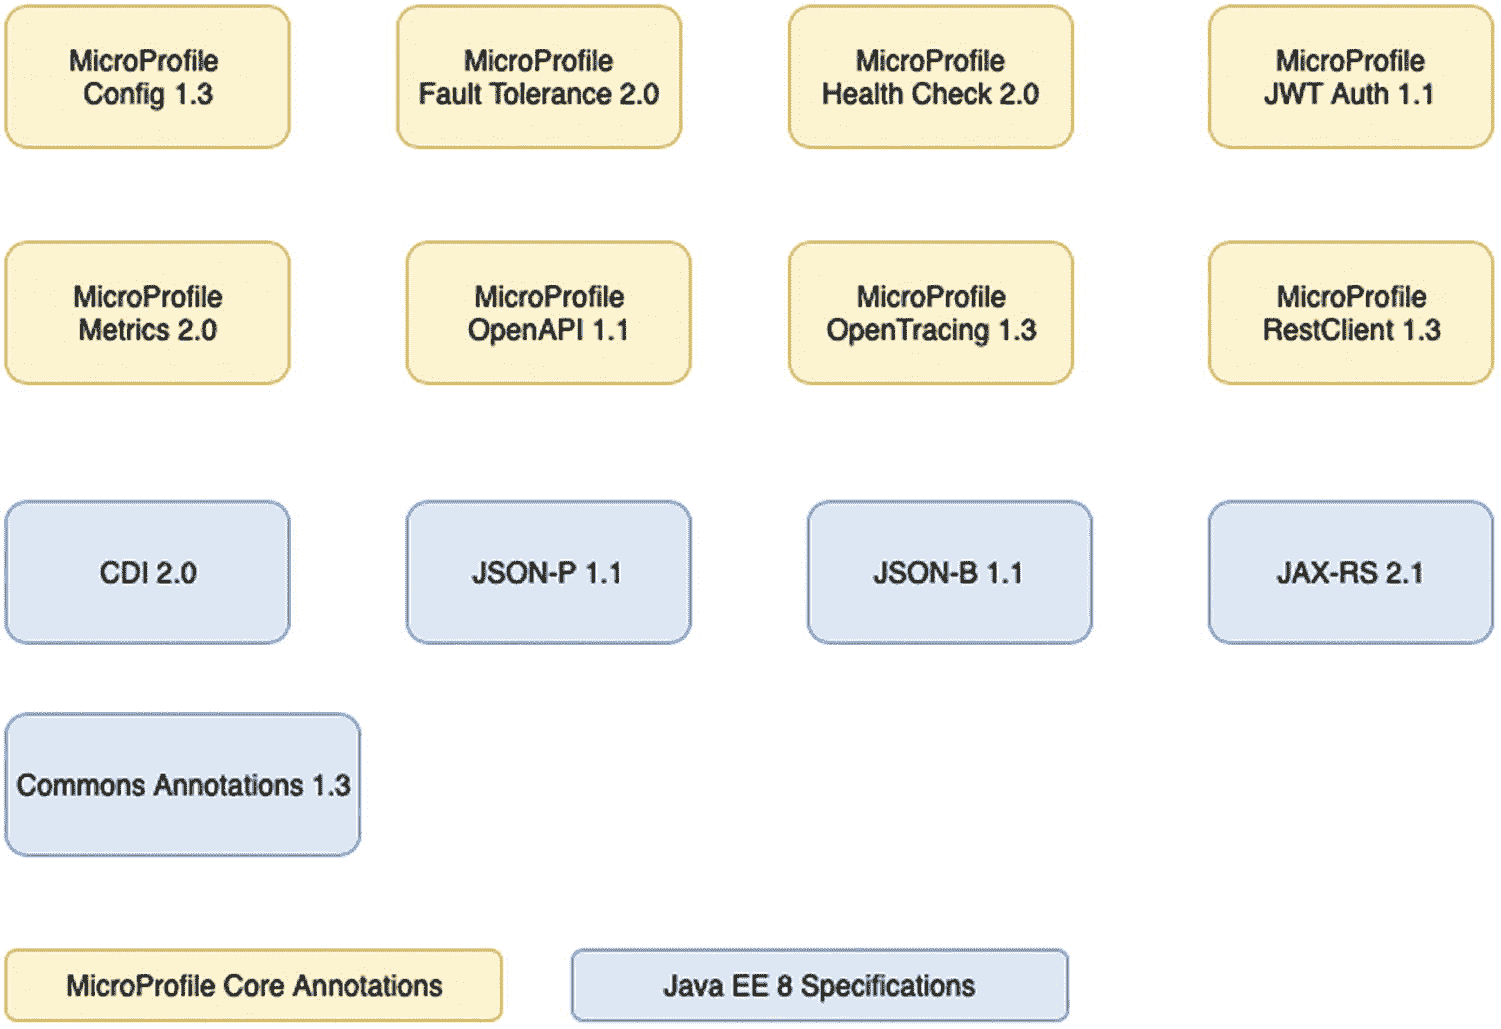 MicroProfile
Config 1.3
MicroProfile
Fault Tolerance 2.0
MicroProfile
Health Check 2.0
MicroProfile
JWT Auth 1.1
MicroProfile
Metrics 2.0
MicroProfile
OpenAPI 1.1
MicroProfile
OpenTracing 1.3
MicroProfile
RestClient 1.3
CDI 2.0
JSON-P 1.1
JSON-B 1.1
JAX-RS 2.1
Commons Annotations 1.3
MicroProfile Core Annotations
Java EE 8 Specifications